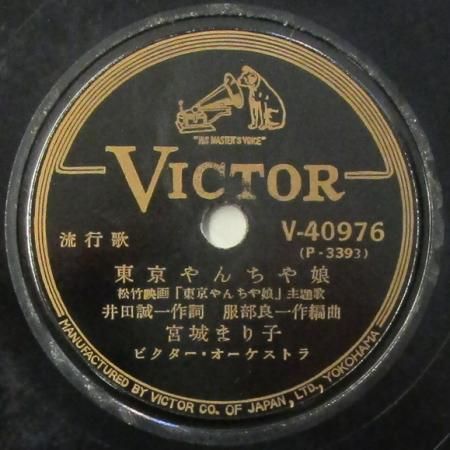 "HIS MASTER'S VOICE"
VICTOR
流行歌
V-40976
(P-3393)
東京やんちや娘
松竹映画「東京やんちや娘」主題歌
井田誠一作詞 服部良一作編曲
宮城まり子
ビクター・オーケストラ
MANUFACTURED BY VICTOR CO. OF JAPAN, LTD., YOKOHAMA